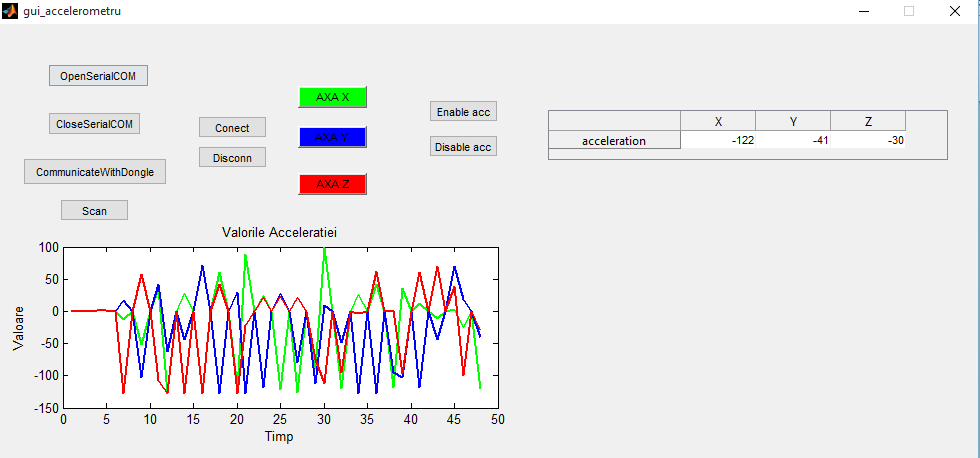 gui_accelerometru
OpenSerialCOM
CloseSerialCOM
CommunicateWithDongle
Scan
Conect
Disconn
AXA X
AXA Y
AXA Z
Enable acc
Disable acc
X Y Z
acceleration -122 -41 -30
Valorile Acceleratiei
Valoare
100
50
0
-50
-100
-150
0 5 10 15 20 25 30 35 40 45 50
Timp